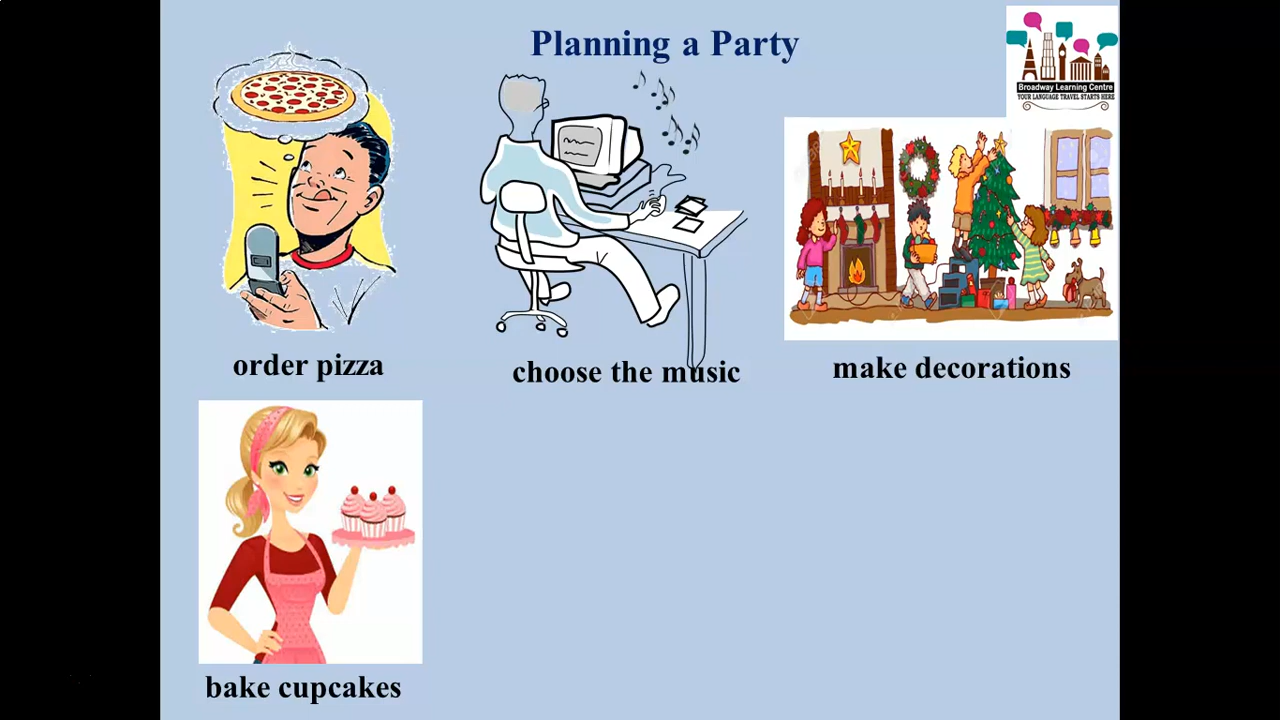 Planning a Party
Broadway Learning Centre
YOUR LANGUAGE TRAVEL STARTS HERE
order pizza
choose the music
make decorations
bake cupcakes